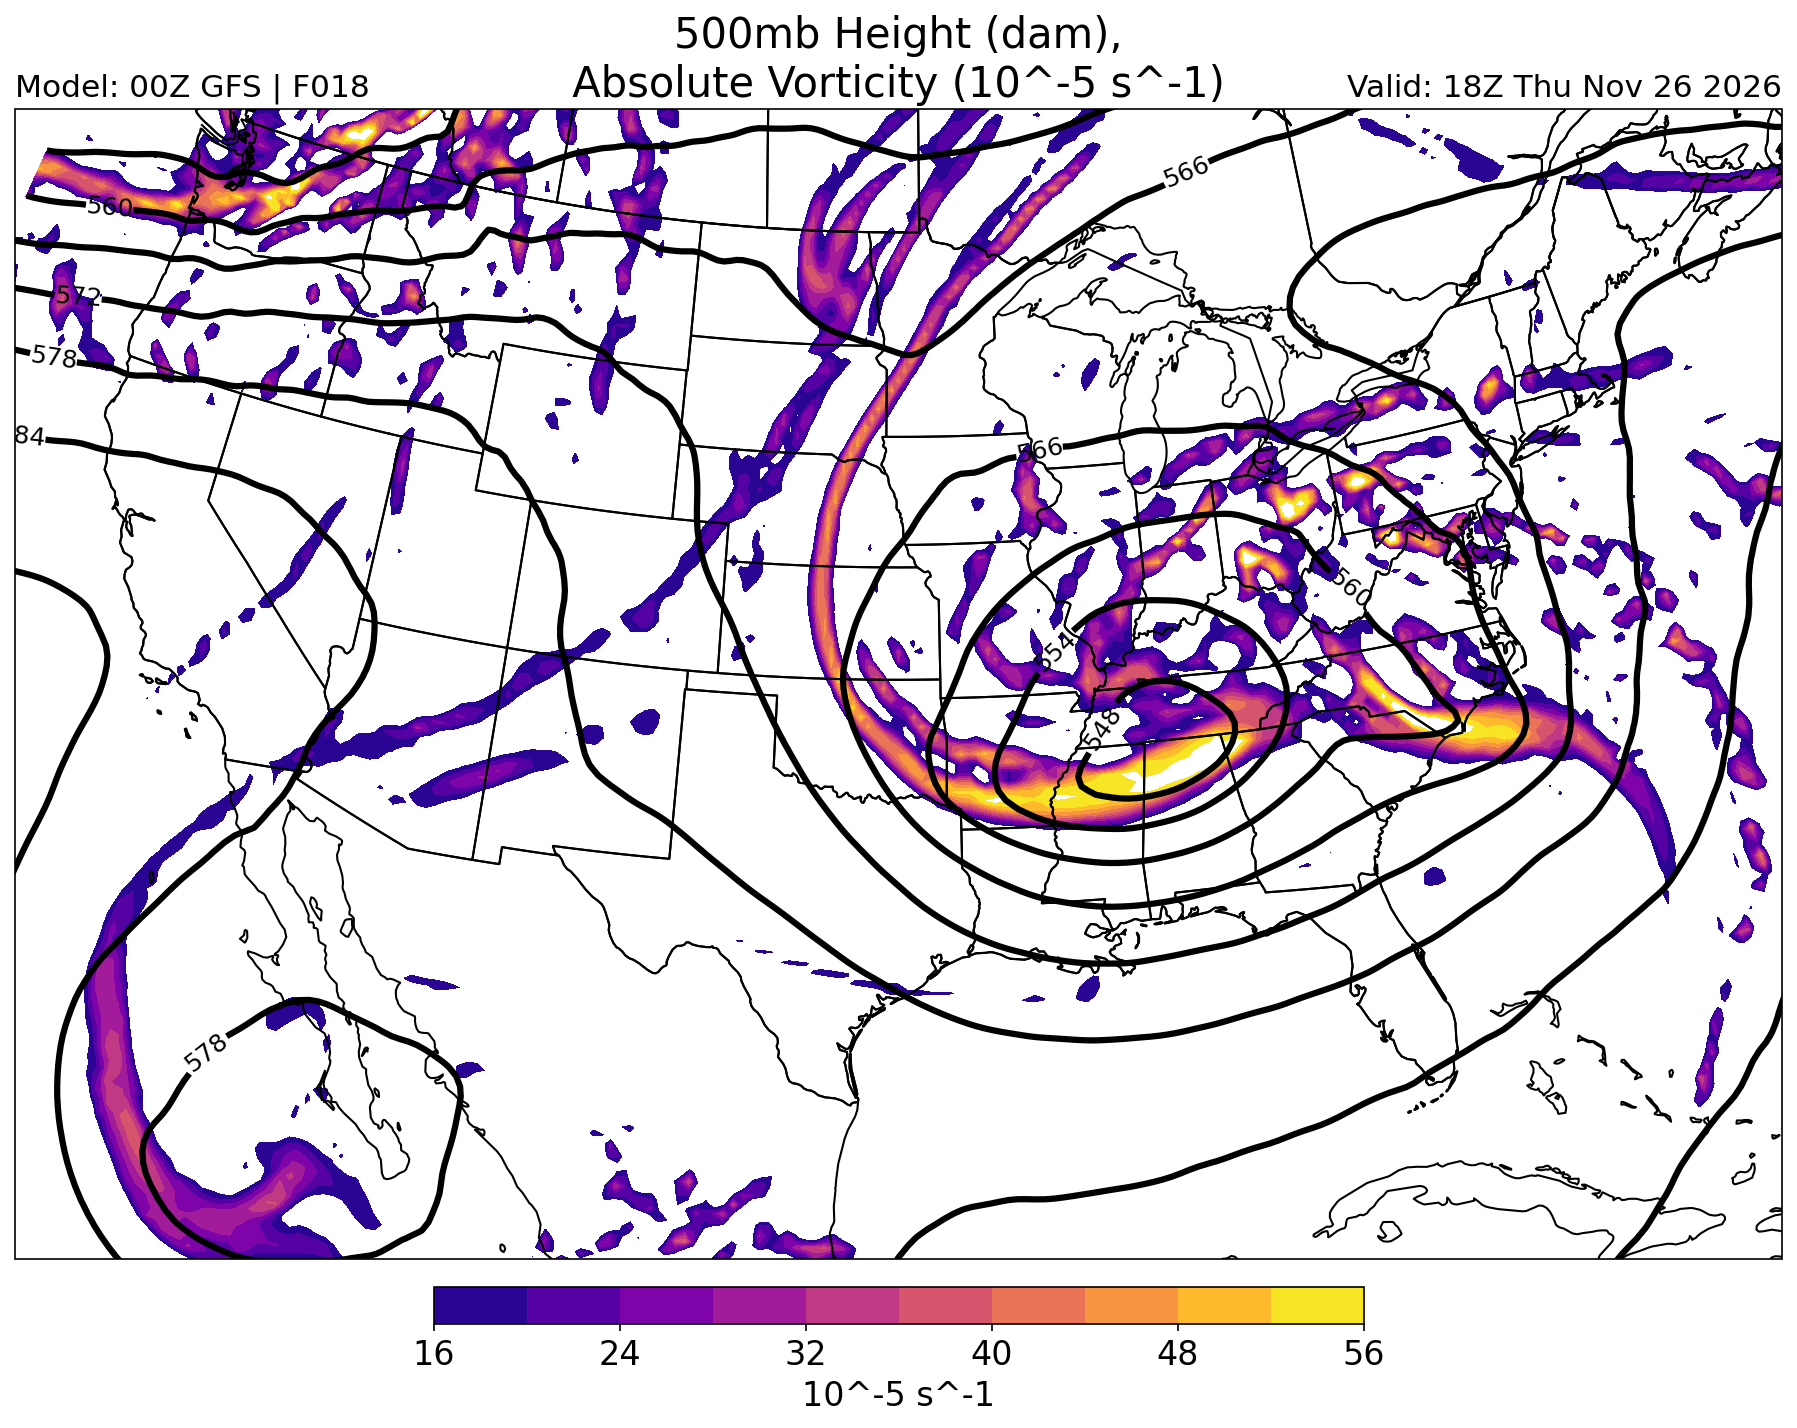 500mb Height (dam),
Absolute Vorticity (10^-5 s^-1)
Model: 00Z GFS | F018
Valid: 18Z Thu Nov 26 2026
566
560
572
578
84
566
560
554
548
578
16 24 32 40 48 56
10^-5 s^-1